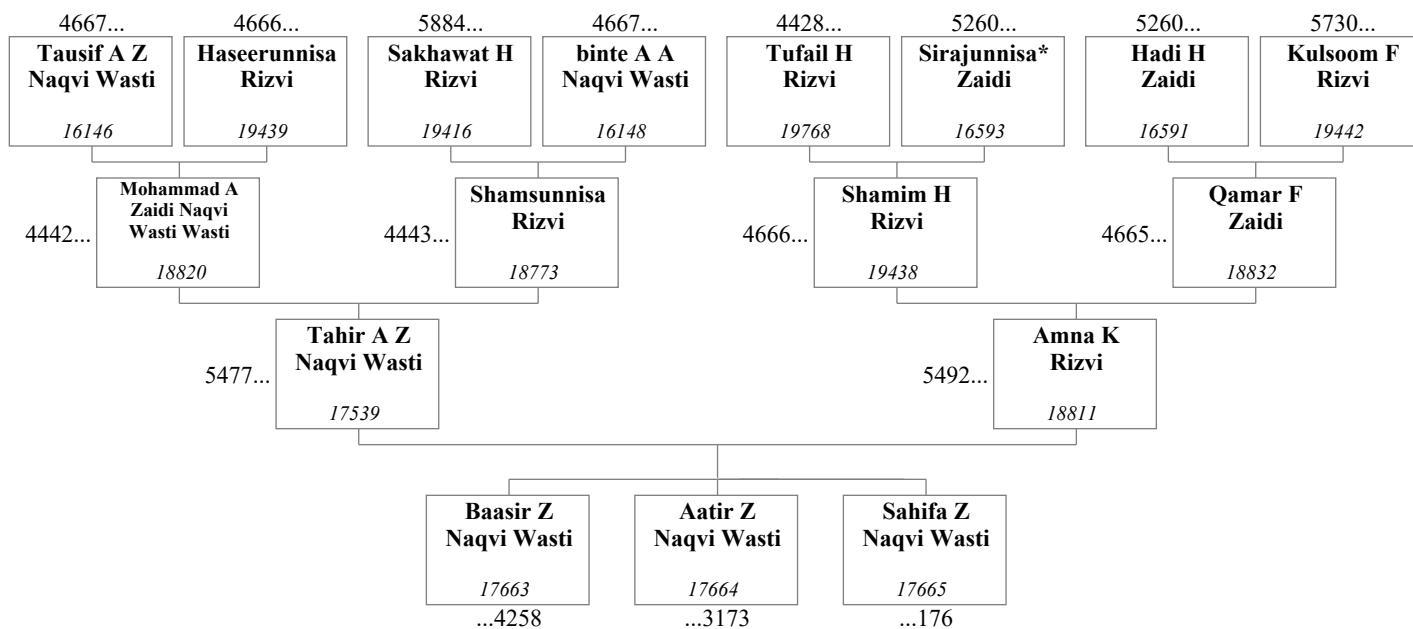 4667... 4666... 5884... 4667... 4428... 5260... 5260... 5730...
Tausif A Z
Naqvi Wasti
16146
Haseerunnisa
Rizvi
19439
Sakhawat H
Rizvi
19416
binte A A
Naqvi Wasti
16148
Tufail H
Rizvi
19768
Sirajunnisa*
Zaidi
16593
Hadi H
Zaidi
16591
Kulsoom F
Rizvi
19442
4442...
Mohammad A
Zaidi Naqvi
Wasti Wasti
18820
4443...
Shamsunnisa
Rizvi
18773
4666...
Shamim H
Rizvi
19438
4665...
Qamar F
Zaidi
18832
5477...
Tahir A Z
Naqvi Wasti
17539
5492...
Amna K
Rizvi
18811
Baasir Z
Naqvi Wasti
17663
...4258
Aatir Z
Naqvi Wasti
17664
...3173
Sahifa Z
Naqvi Wasti
17665
...176